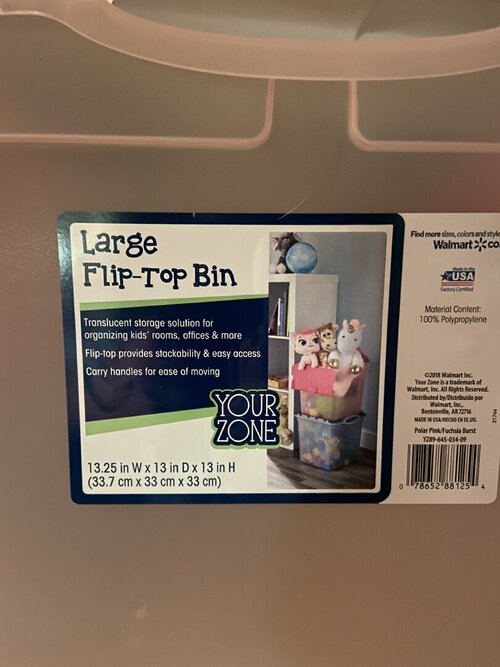 Large
Flip-Top Bin
Translucent storage solution for
organizing kids' rooms, offices & more
Flip-top provides stackability & easy access
Carry handles for ease of moving
YOUR
ZONE
13.25 in W x 13 in D x 13 in H
(33.7 cm x 33 cm x 33 cm)
Find more sizes, colors and style
Walmart co
Made in the
USA
Factory Certified
Material Content:
100% Polypropylene
©2018 Walmart Inc.
Your Zone is a trademark of
Walmart, Inc. All Rights Reserved.
Distributed by/Distribuido por
Walmart, Inc.
Bentonville, AR 72716
MADE IN USA/HECHO EN EE.UU.
Polar Pink/Fuchsia Burst
YZ89-645-034-09
0 78652 88125 4
21744